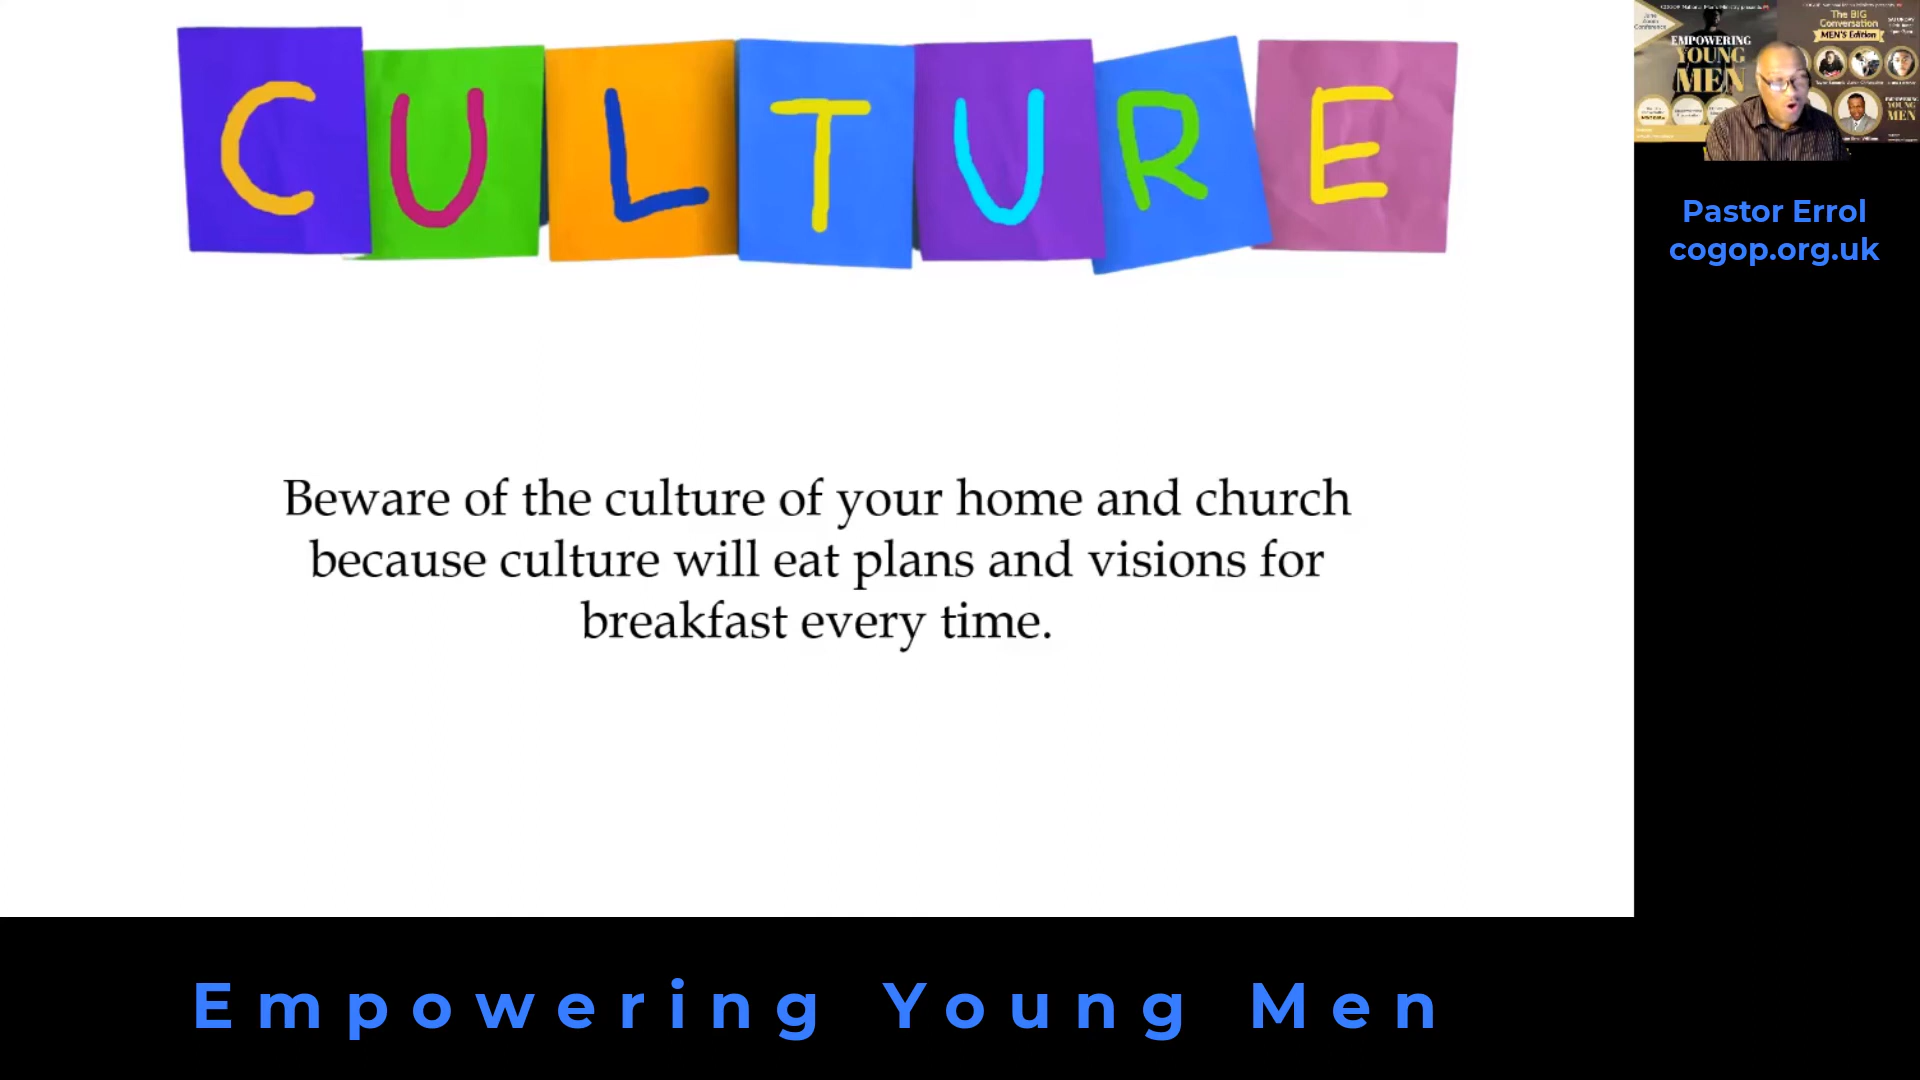 CULTURE
Beware of the culture of your home and church
because culture will eat plans and visions for
breakfast every time.
EMPOWERING
YOUNG
MEN
The BIG
Conversation
MEN'S Edition
Pastor Errol
cogop.org.uk
Empowering Young Men